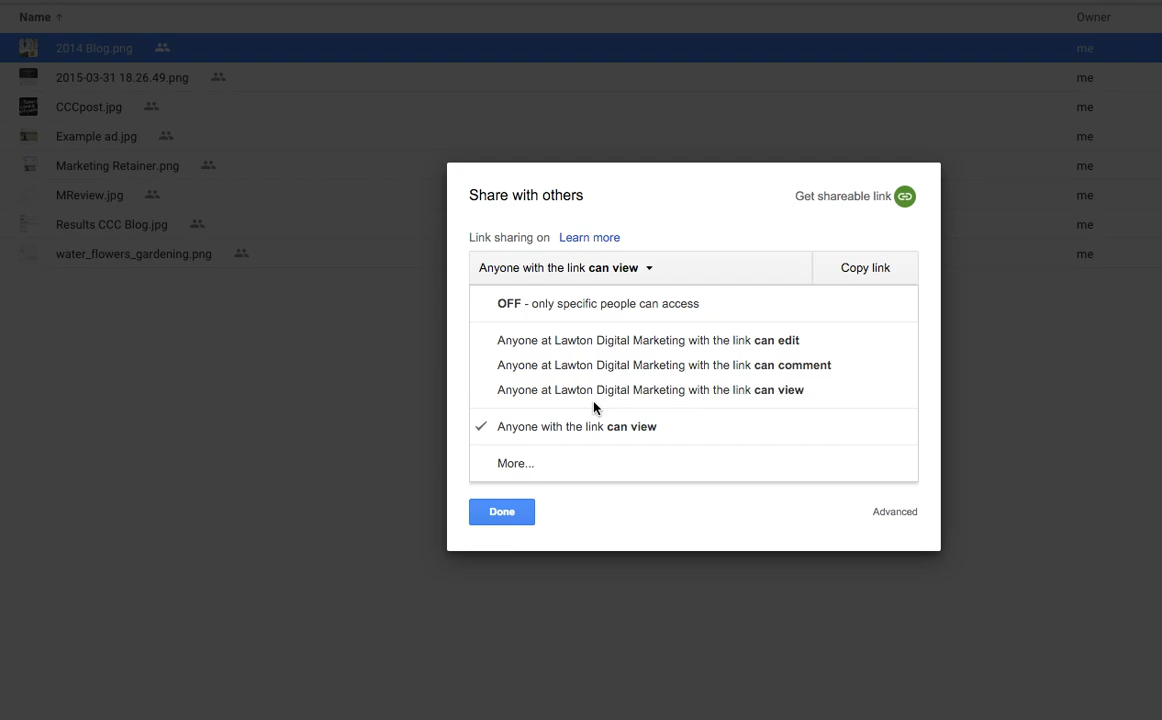 Name ↑ Owner
2014 Blog.png me
2015-03-31 18.26.49.png me
CCCpost.jpg me
Example ad.jpg me
Marketing Retainer.png me
MReview.jpg me
Results CCC Blog.jpg me
water_flowers_gardening.png me
Share with others Get shareable link
Link sharing on Learn more
Anyone with the link can view Copy link
OFF - only specific people can access
Anyone at Lawton Digital Marketing with the link can edit
Anyone at Lawton Digital Marketing with the link can comment
Anyone at Lawton Digital Marketing with the link can view
Anyone with the link can view
More...
Done Advanced